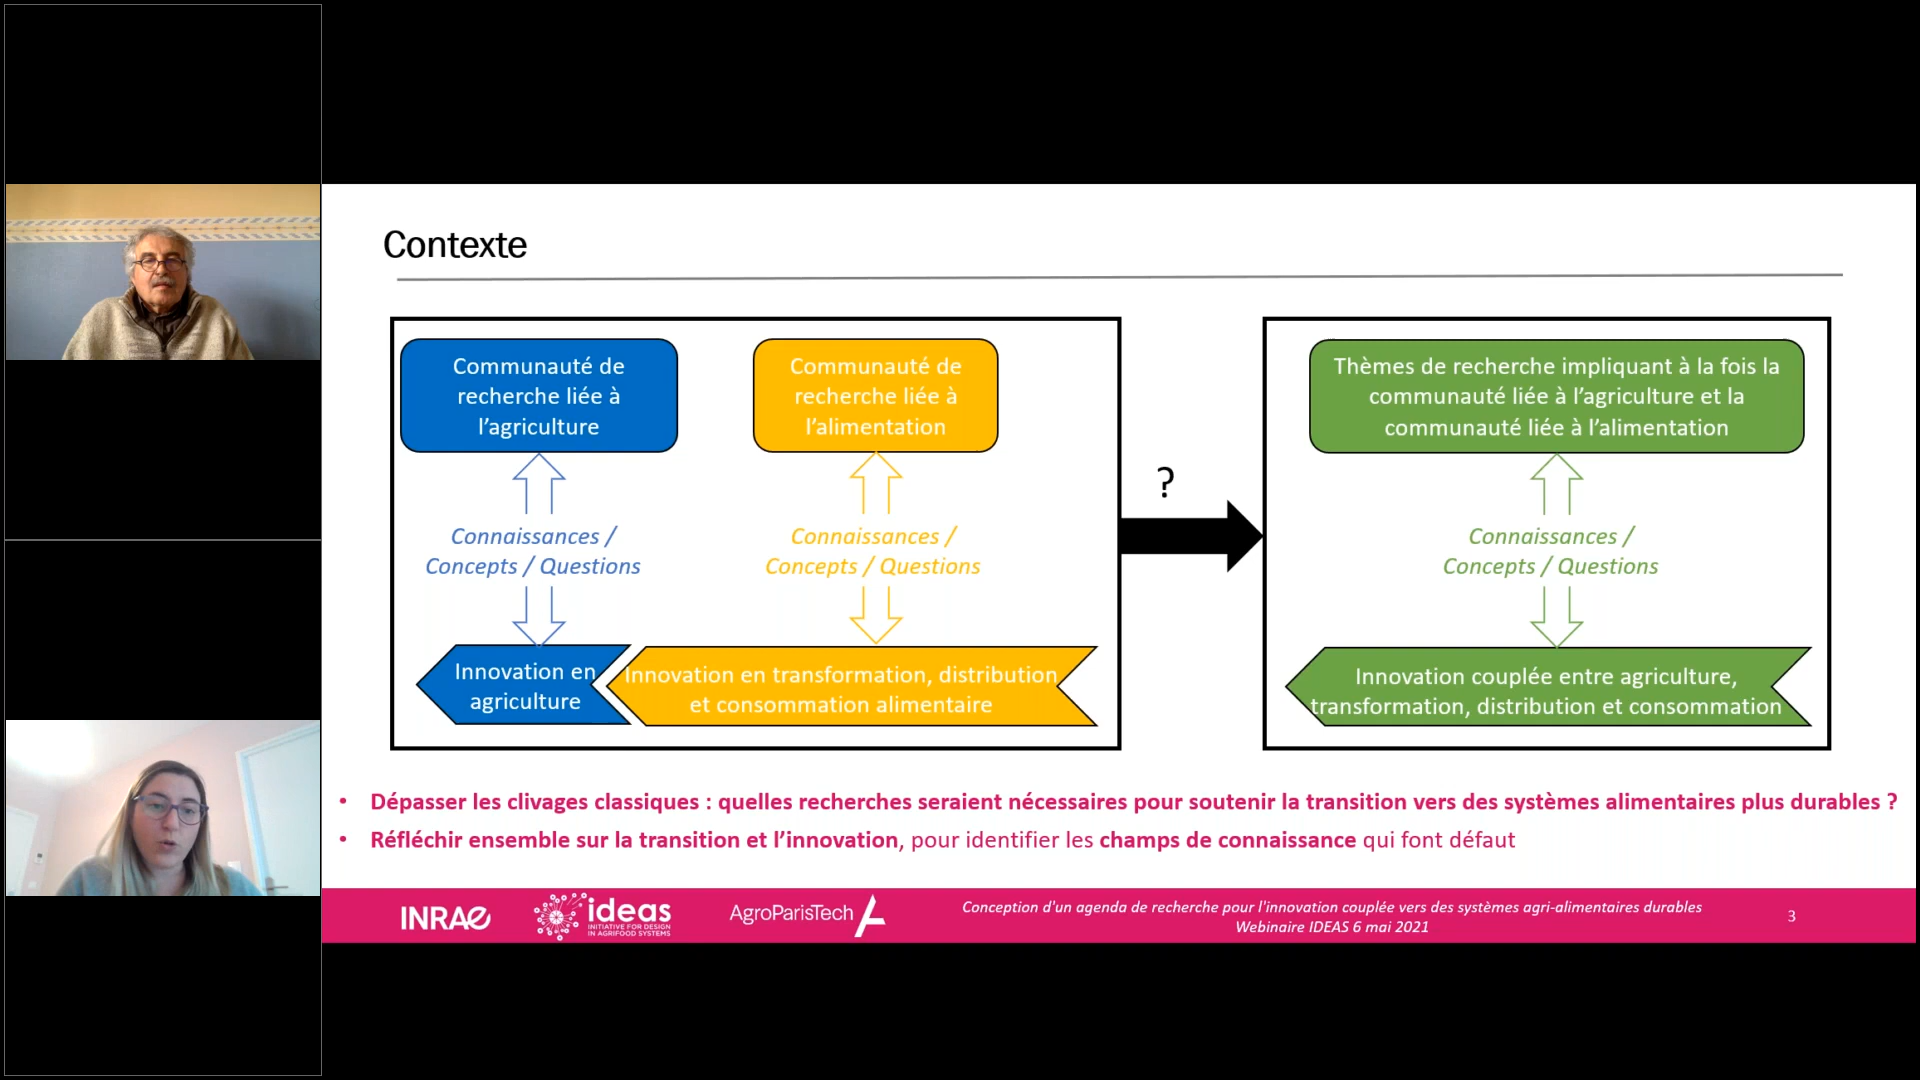 Contexte
Communauté de
recherche liée à
l’agriculture
Communauté de
recherche liée à
l’alimentation
Connaissances /
Concepts / Questions
Connaissances /
Concepts / Questions
Innovation en
agriculture
Innovation en transformation, distribution
et consommation alimentaire
?
Thèmes de recherche impliquant à la fois la
communauté liée à l’agriculture et la
communauté liée à l’alimentation
Connaissances /
Concepts / Questions
Innovation couplée entre agriculture,
transformation, distribution et consommation
• Dépasser les clivages classiques : quelles recherches seraient nécessaires pour soutenir la transition vers des systèmes alimentaires plus durables ?
• Réfléchir ensemble sur la transition et l’innovation, pour identifier les champs de connaissance qui font défaut
INRAE
ideas
INITIATIVE FOR DESIGN
IN AGRIFOOD SYSTEMS
AgroParisTech
Conception d'un agenda de recherche pour l'innovation couplée vers des systèmes agri-alimentaires durables
Webinaire IDEAS 6 mai 2021
3